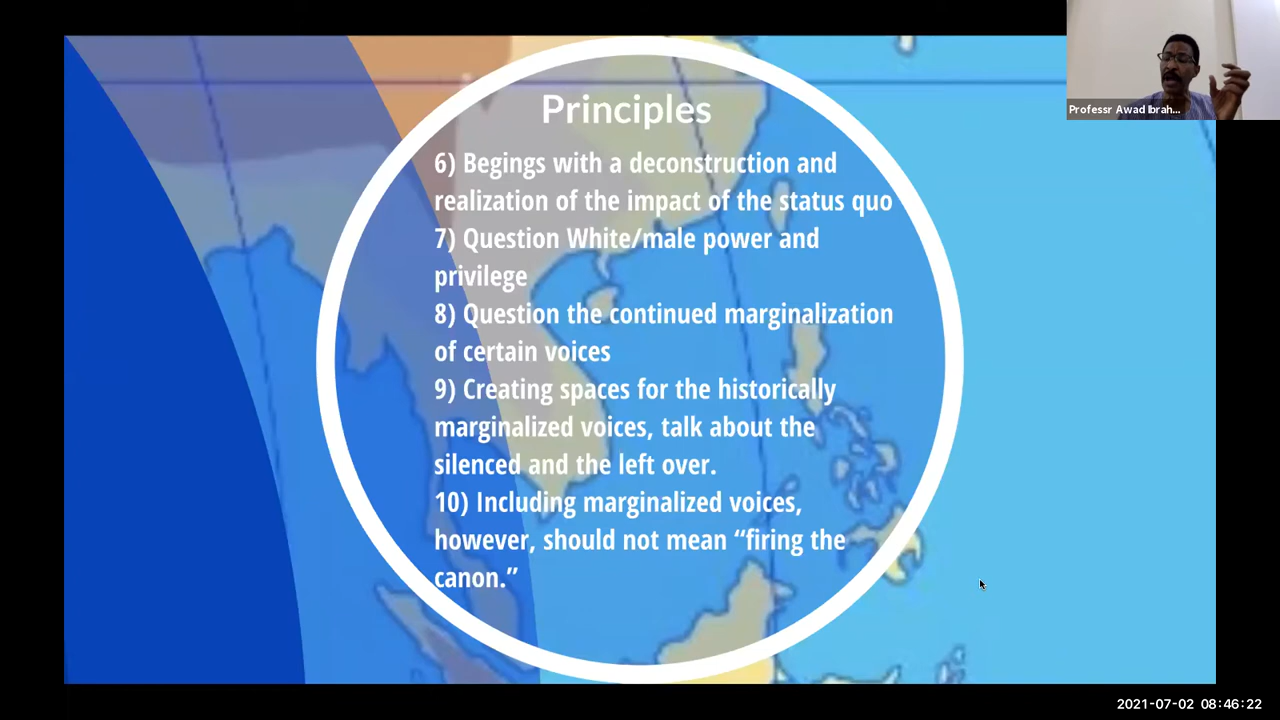 Professr Awad Ibrah...
Principles
6) Begings with a deconstruction and
realization of the impact of the status quo
7) Question White/male power and
privilege
8) Question the continued marginalization
of certain voices
9) Creating spaces for the historically
marginalized voices, talk about the
silenced and the left over.
10) Including marginalized voices,
however, should not mean “firing the
canon.”
2021-07-02 08:46:22